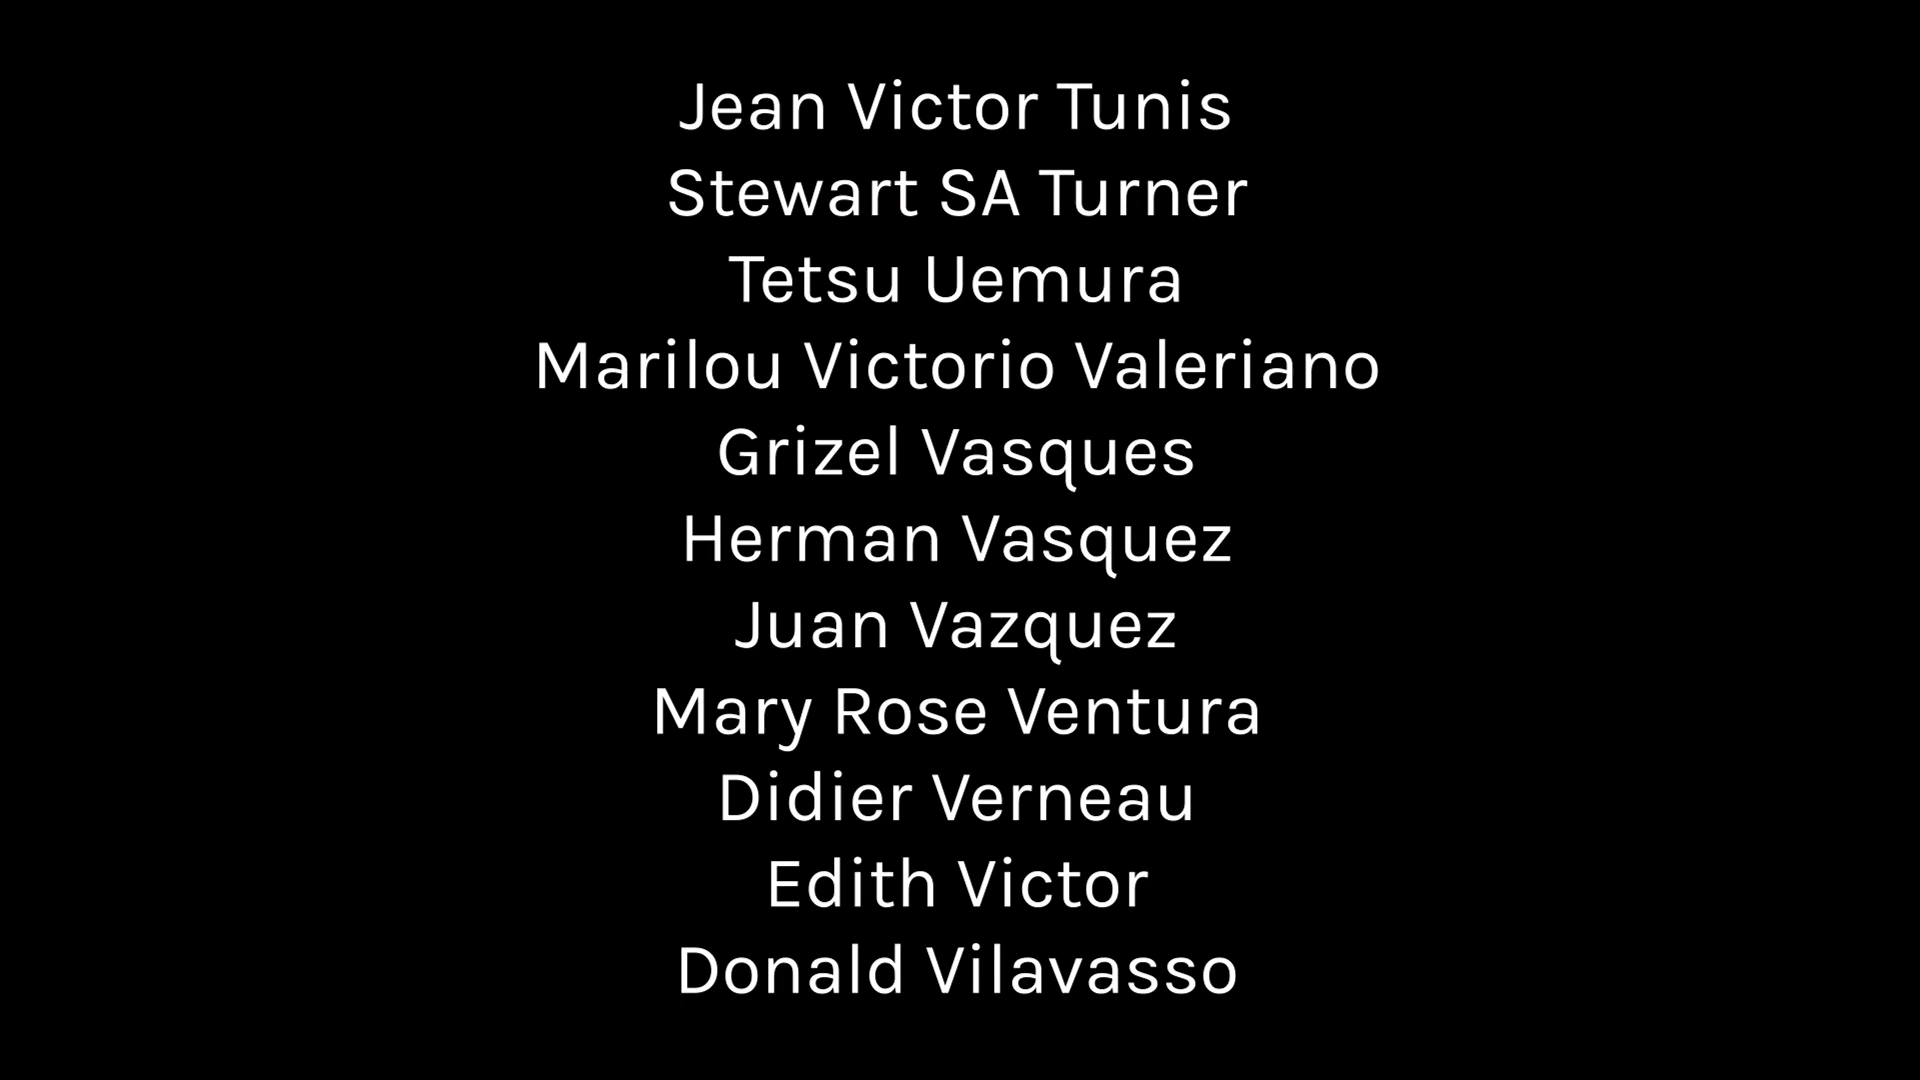 Jean Victor Tunis
Stewart SA Turner
Tetsu Uemura
Marilou Victorio Valeriano
Grizel Vasques
Herman Vasquez
Juan Vazquez
Mary Rose Ventura
Didier Verneau
Edith Victor
Donald Vilavasso